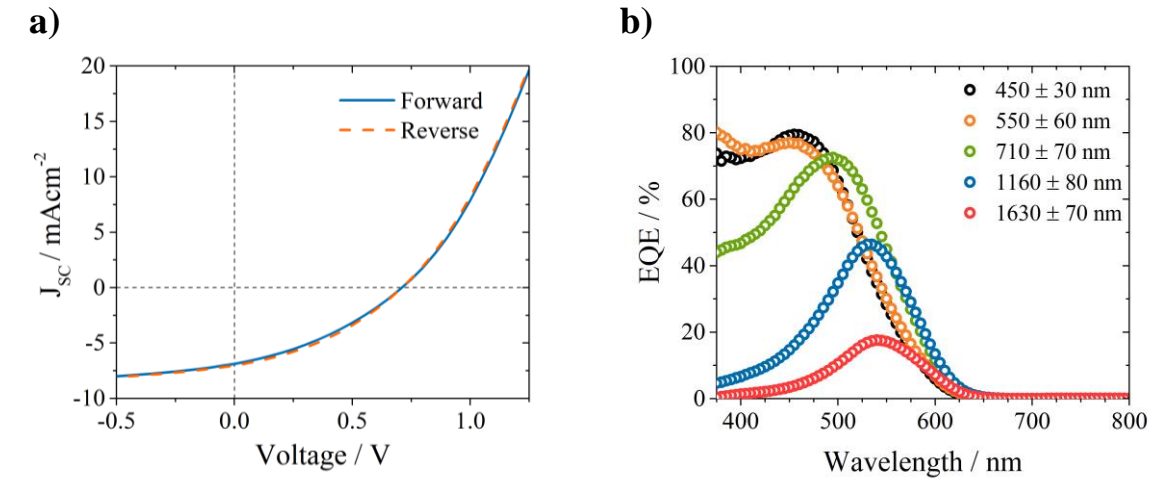 a)
J_SC / mAcm⁻²
20
15
10
5
0
-5
-10
-0.5 0.0 0.5 1.0
Voltage / V
Forward
Reverse
b)
EQE / %
100
80
60
40
20
0
400 500 600 700 800
Wavelength / nm
450 ± 30 nm
550 ± 60 nm
710 ± 70 nm
1160 ± 80 nm
1630 ± 70 nm